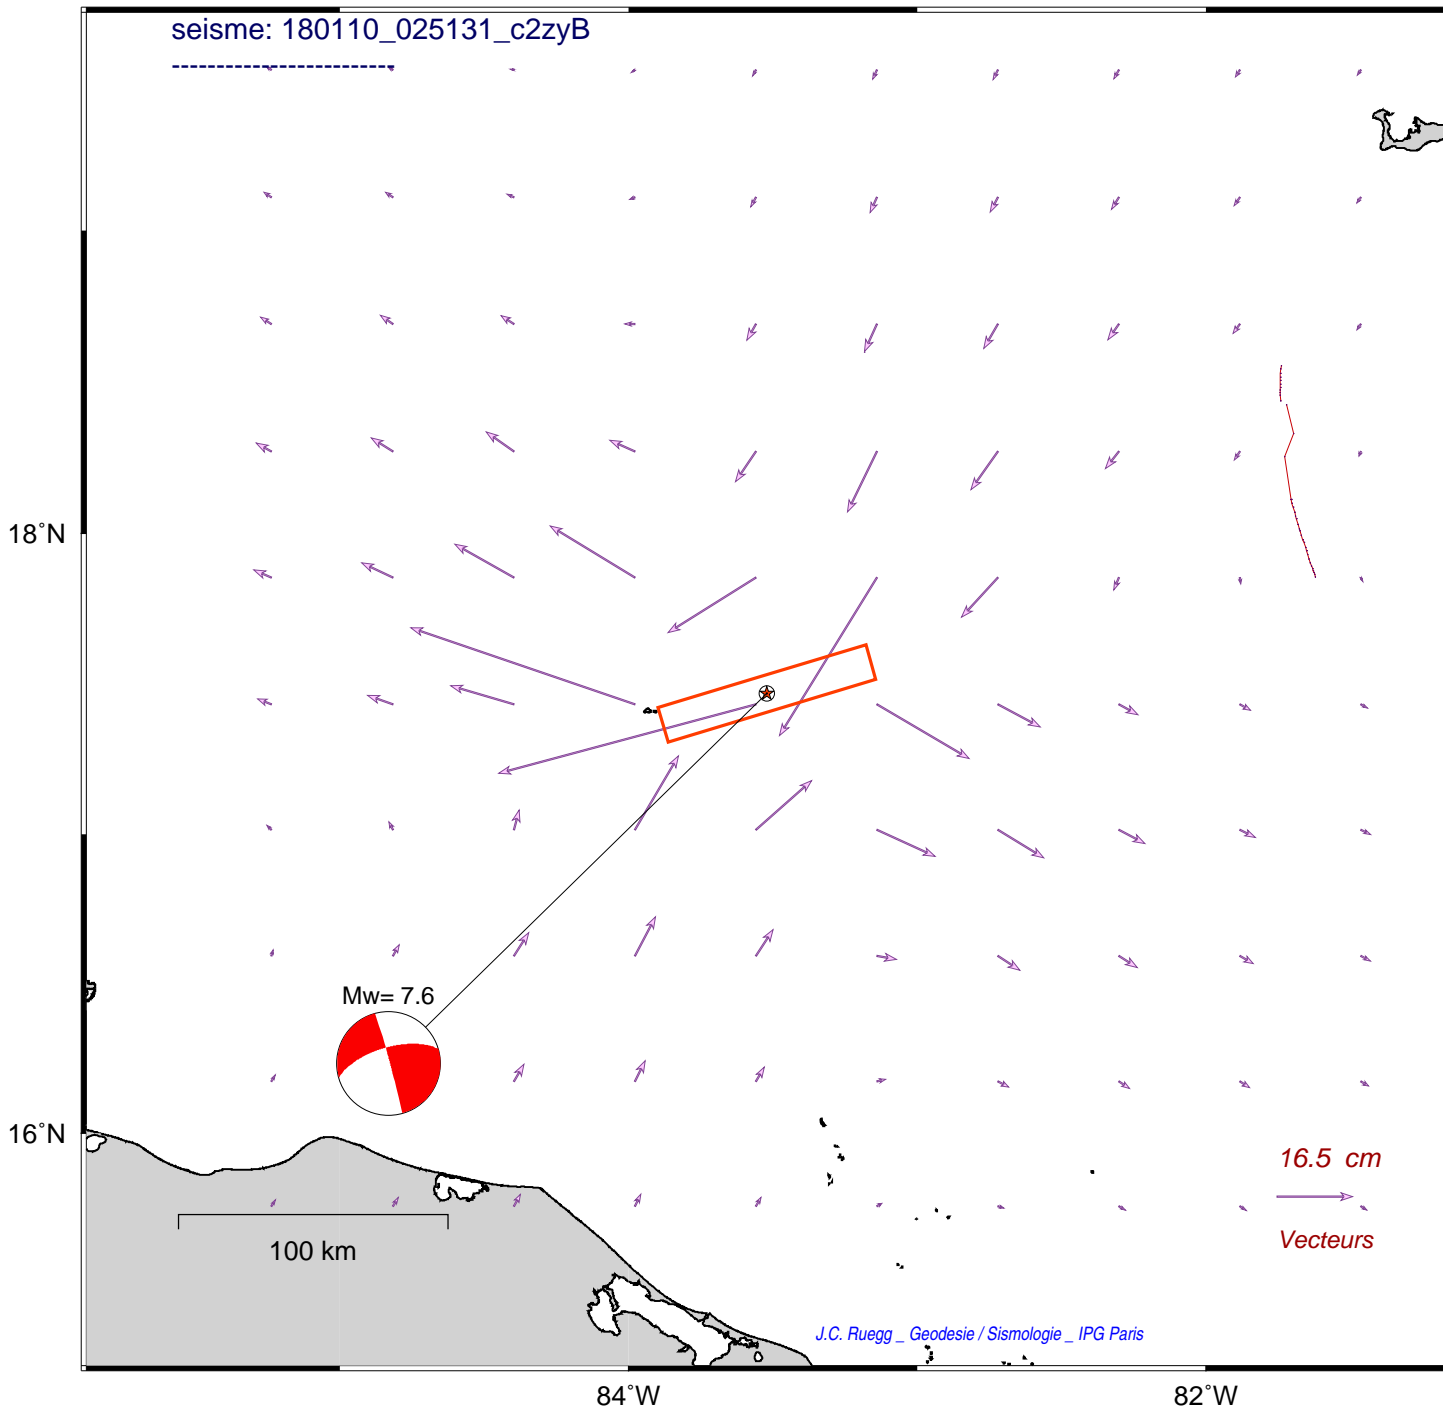 seisme: 180110_025131_c2zyB
-------------------------
18°N
Mw= 7.6
16°N
16.5 cm
100 km
Vecteurs
J.C. Ruegg _ Geodesie / Sismologie _ IPG Paris
84°W
82°W